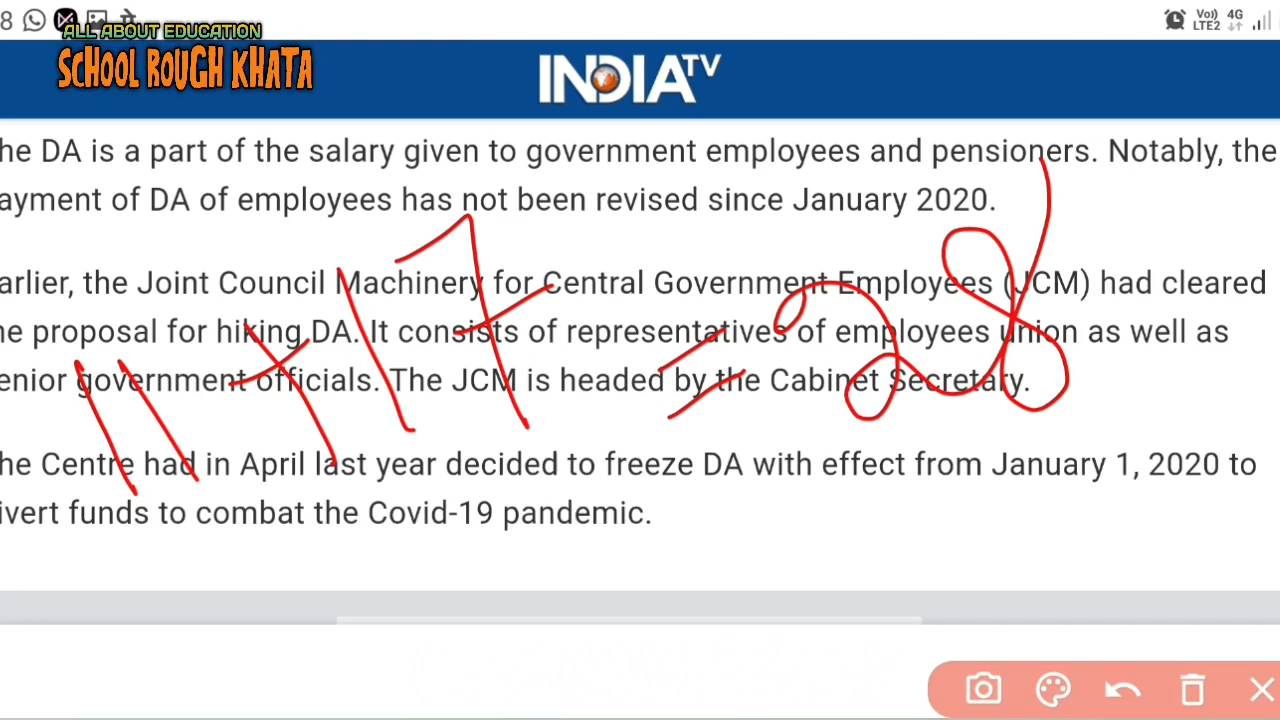 8
Vo) 4G
LTE2
ALL ABOUT EDUCATION
SCHOOL ROUGH KHATA
INDIA TV
he DA is a part of the salary given to government employees and pensioners. Notably, the
ayment of DA of employees has not been revised since January 2020.
arlier, the Joint Council Machinery for Central Government Employees (JCM) had cleared
he proposal for hiking DA. It consists of representatives of employees union as well as
enior government officials. The JCM is headed by the Cabinet Secretary.
11 + 17 = 28
he Centre had in April last year decided to freeze DA with effect from January 1, 2020 to
ivert funds to combat the Covid-19 pandemic.